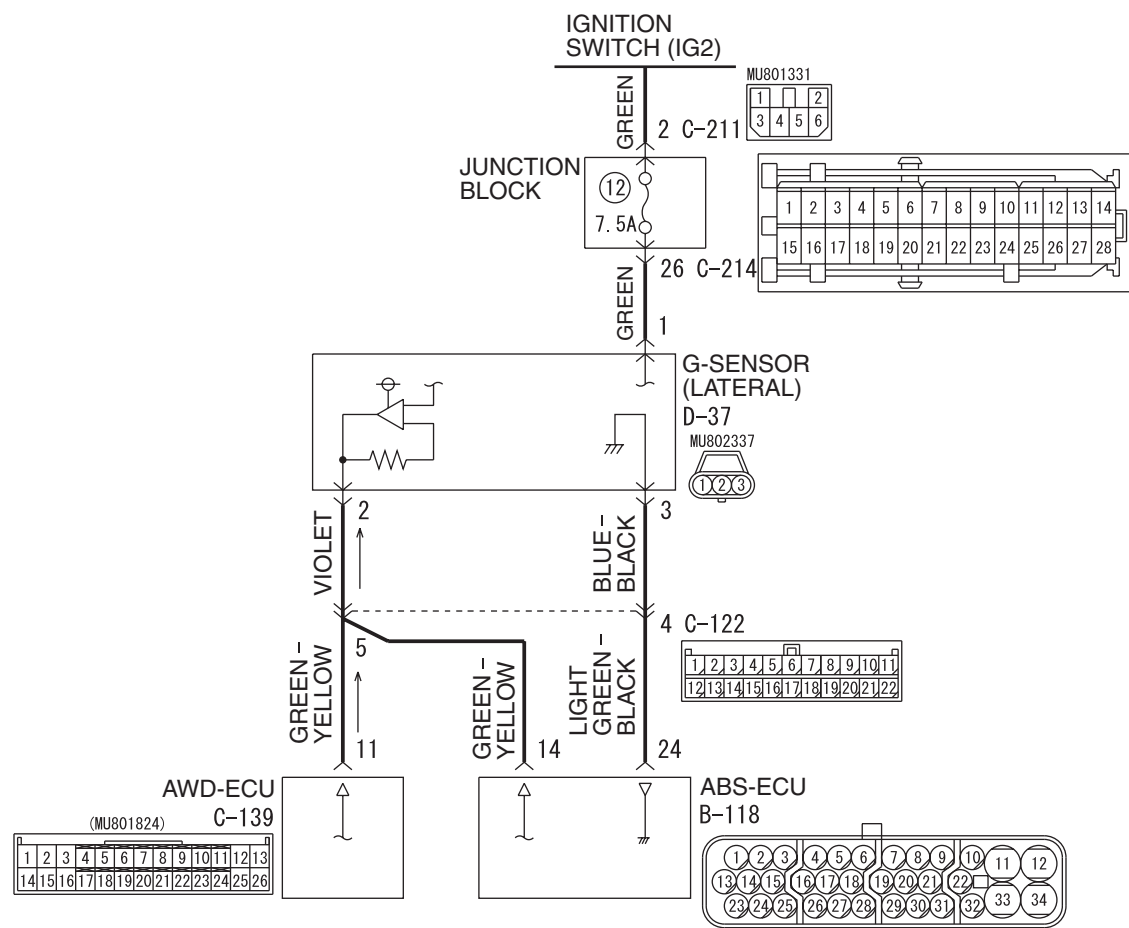 IGNITION
SWITCH (IG2)
MU801331
1 2
3 4 5 6
GREEN
2 C-211
JUNCTION
BLOCK
12
7.5A
1 2 3 4 5 6 7 8 9 10 11 12 13 14
15 16 17 18 19 20 21 22 23 24 25 26 27 28
26 C-214
GREEN
1
G-SENSOR
(LATERAL)
D-37
MU802337
1 2 3
2
3
VIOLET
BLUE-
BLACK
4 C-122
5
1 2 3 4 5 6 7 8 9 10 11
12 13 14 15 16 17 18 19 20 21 22
GREEN-
YELLOW
GREEN-
YELLOW
LIGHT
GREEN-
BLACK
11
14
24
AWD-ECU
C-139
(MU801824)
1 2 3 4 5 6 7 8 9 10 11 12 13
14 15 16 17 18 19 20 21 22 23 24 25 26
ABS-ECU
B-118
1 2 3 4 5 6 7 8 9 10 11 12
13 14 15 16 17 18 19 20 21 22
23 24 25 26 27 28 29 30 31 32 33 34